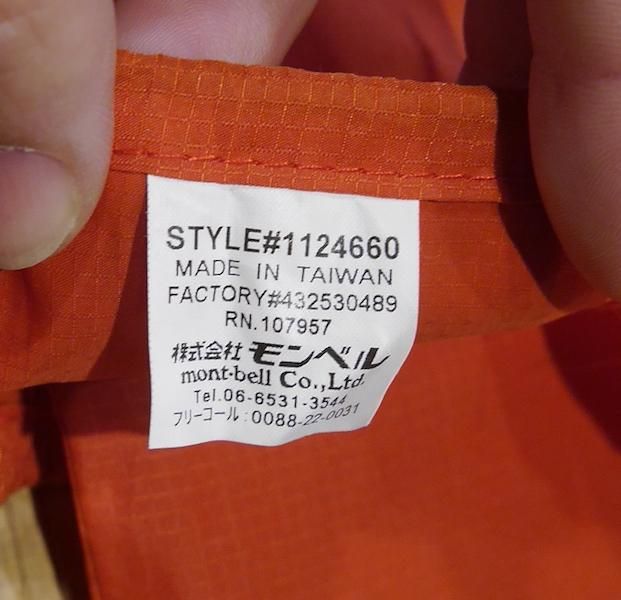 STYLE#1124660
MADE IN TAIWAN
FACTORY#432530489
RN.107957
株式会社 モンベル
mont-bell Co.,Ltd.
Tel.06-6531-3544
フリーコール:0088-22-0031